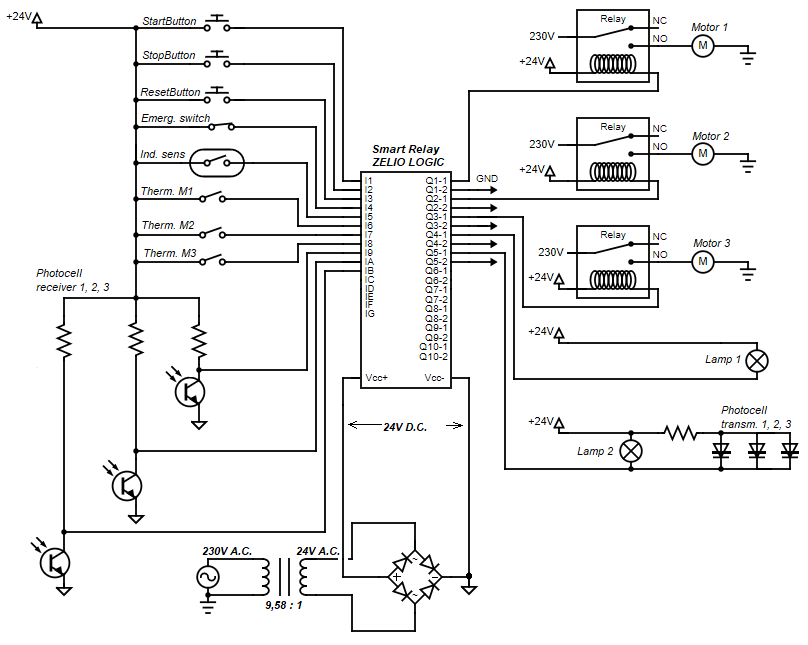 +24V
StartButton
StopButton
ResetButton
Emerg. switch
Ind. sens
Therm. M1
Therm. M2
Therm. M3
Photocell
receiver 1, 2, 3
Smart Relay
ZELIO LOGIC
I1
I2
I3
I4
I5
I6
I7
I8
I9
IA
IB
IC
ID
IE
IF
IG
Vcc+
Q1-1
Q1-2
Q2-1
Q2-2
Q3-1
Q3-2
Q4-1
Q4-2
Q5-1
Q5-2
Q6-1
Q6-2
Q7-1
Q7-2
Q8-1
Q8-2
Q9-1
Q9-2
Q10-1
Q10-2
Vcc-
GND
Relay
NC
NO
230V
+24V
Motor 1
M
Relay
NC
NO
230V
+24V
Motor 2
M
Relay
NC
NO
230V
+24V
Motor 3
M
+24V
Lamp 1
+24V
Lamp 2
Photocell
transm. 1, 2, 3
24V D.C.
230V A.C.
24V A.C.
9,58 : 1
~
+
−
~